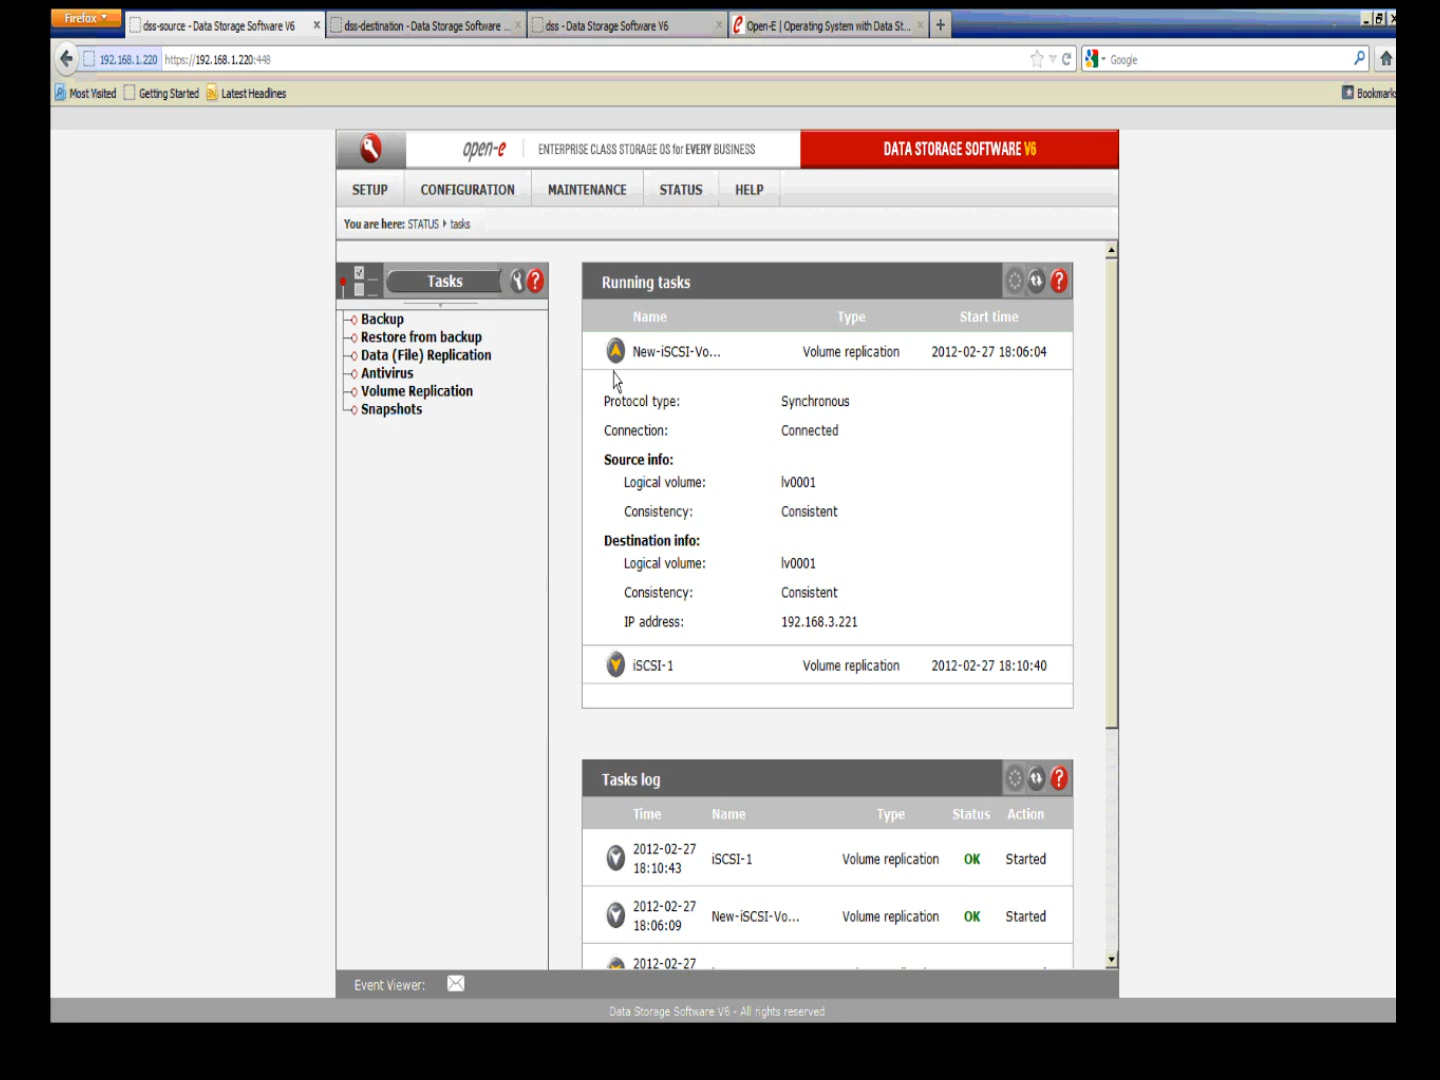 Firefox
dss-source - Data Storage Software V6
dss-destination - Data Storage Software ...
dss - Data Storage Software V6
Open-E | Operating System with Data St...
192.168.1.220 https://192.168.1.220:448
Google
Most Visited Getting Started Latest Headlines
Bookmark
open-e ENTERPRISE CLASS STORAGE OS for EVERY BUSINESS
DATA STORAGE SOFTWARE V6
SETUP CONFIGURATION MAINTENANCE STATUS HELP
You are here: STATUS tasks
Tasks
Backup
Restore from backup
Data (File) Replication
Antivirus
Volume Replication
Snapshots
Running tasks
Name Type Start time
New-iSCSI-Vo... Volume replication 2012-02-27 18:06:04
Protocol type: Synchronous
Connection: Connected
Source info:
Logical volume: lv0001
Consistency: Consistent
Destination info:
Logical volume: lv0001
Consistency: Consistent
IP address: 192.168.3.221
iSCSI-1 Volume replication 2012-02-27 18:10:40
Tasks log
Time Name Type Status Action
2012-02-27 18:10:43 iSCSI-1 Volume replication OK Started
2012-02-27 18:06:09 New-iSCSI-Vo... Volume replication OK Started
2012-02-27
Event Viewer:
Data Storage Software V6 - All rights reserved